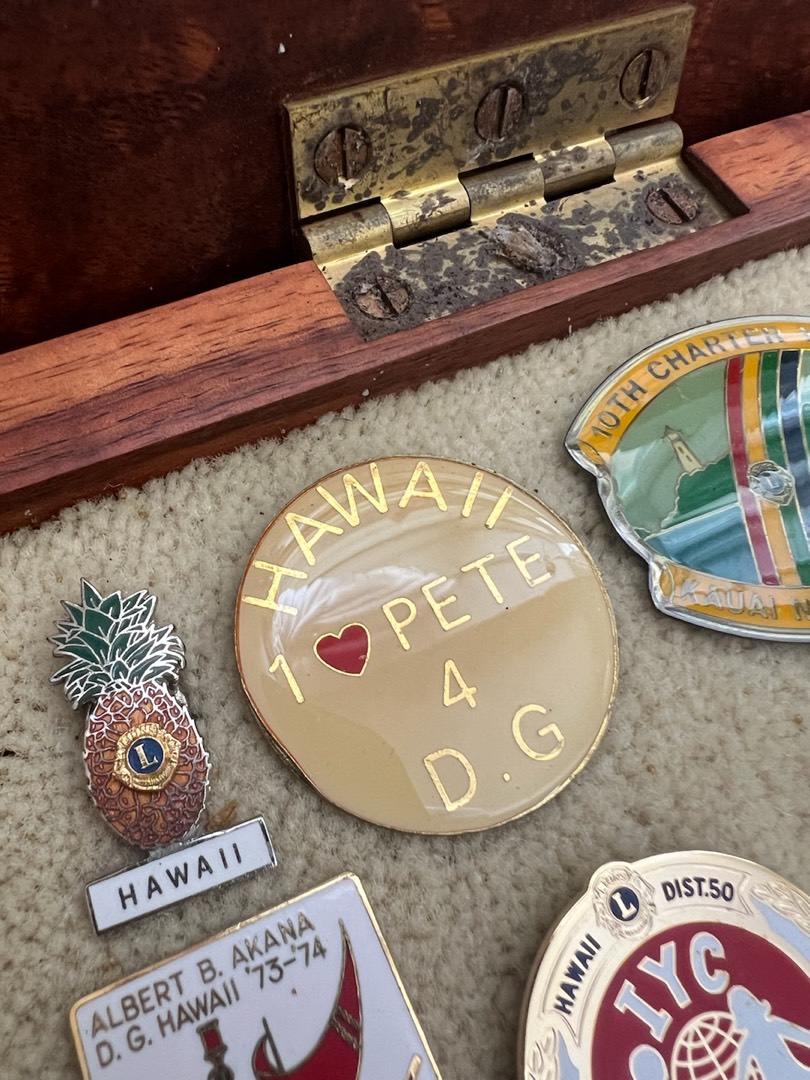 10TH CHARTER
KAUAI
HAWAII
1 ❤ PETE
4
D.G
L
HAWAII
ALBERT B. AKANA
D.G. HAWAII '73-'74
HAWAII
L
DIST.50
IYC